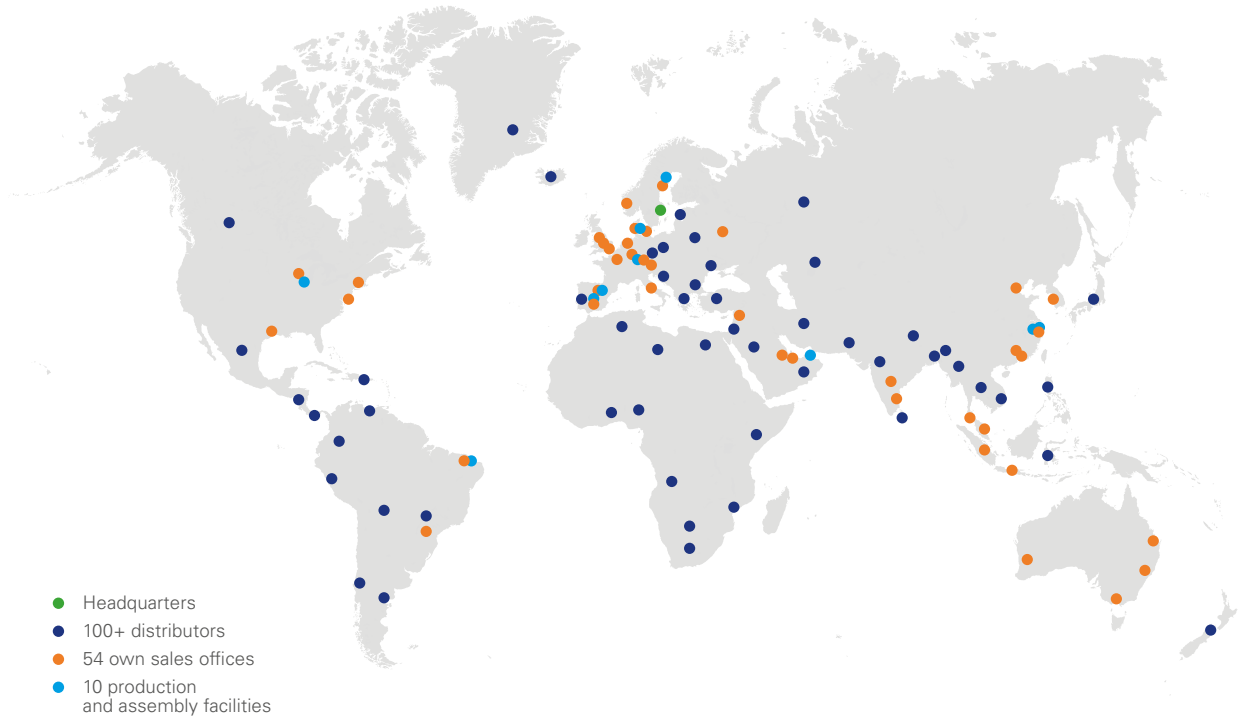 Headquarters
100+ distributors
54 own sales offices
10 production
and assembly facilities